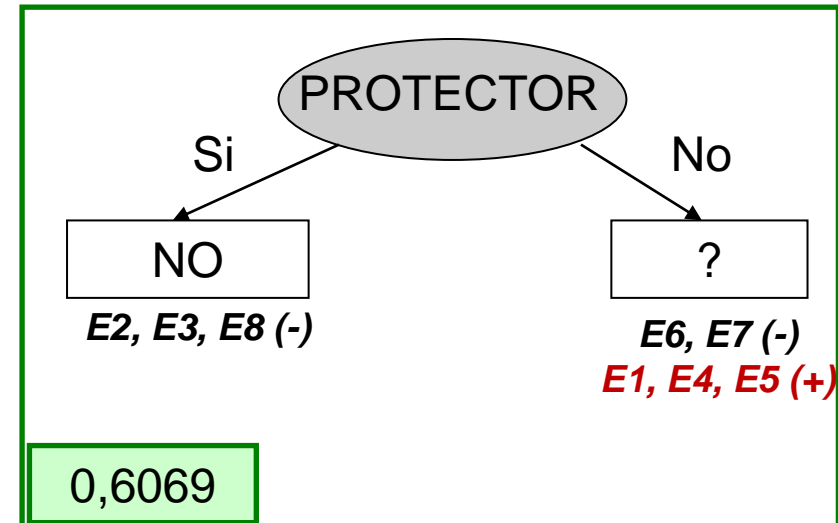 PROTECTOR
Si
No
NO
?
E2, E3, E8 (-)
E6, E7 (-)
E1, E4, E5 (+)
0,6069